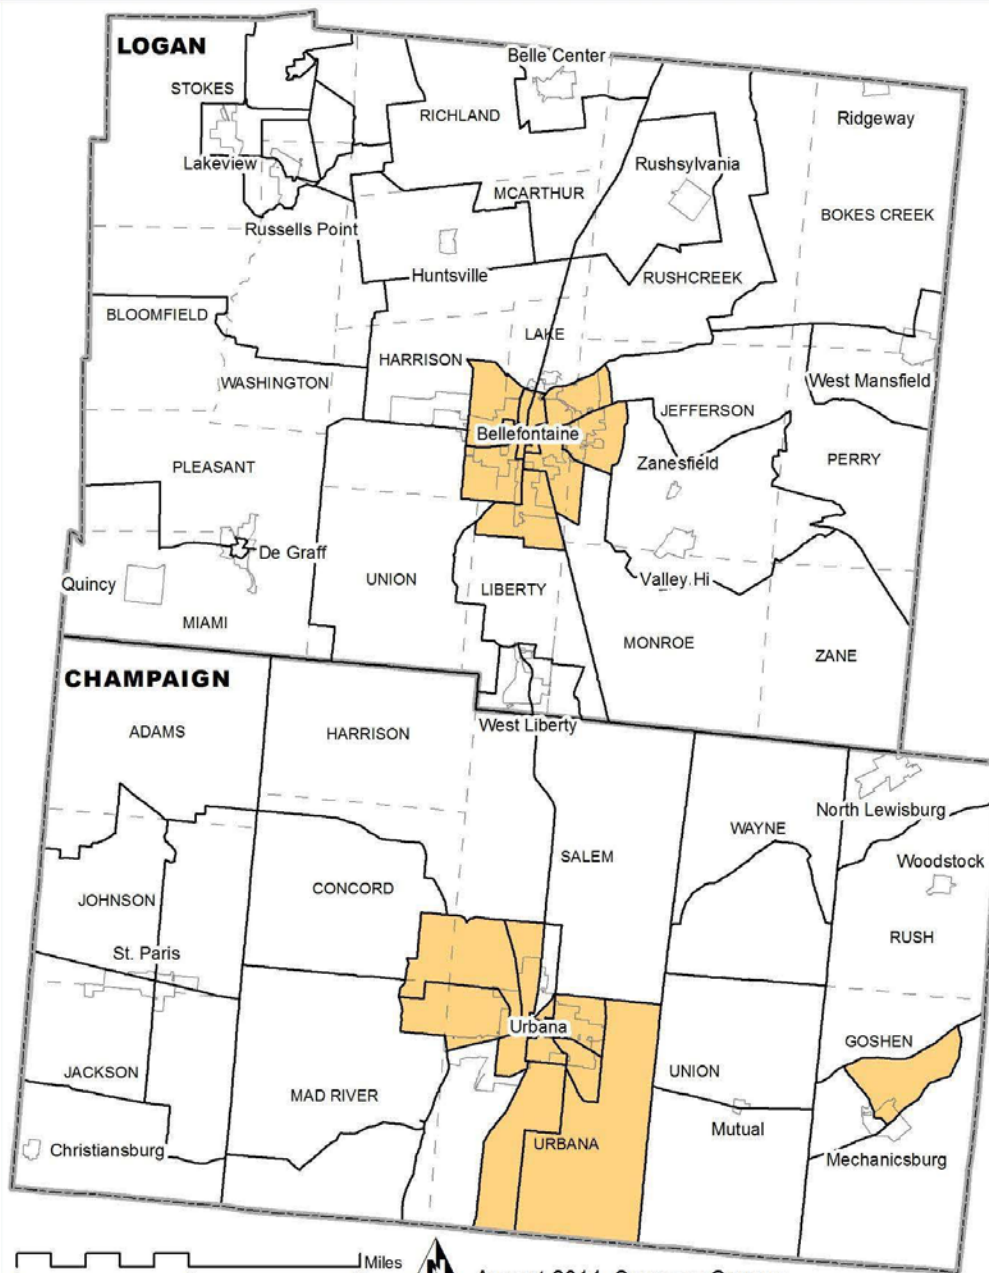 LOGAN
Belle Center
STOKES
RICHLAND
Ridgeway
Lakeview
Rushsylvania
MCARTHUR
BOKES CREEK
Russells Point
Huntsville
RUSHCREEK
BLOOMFIELD
LAKE
HARRISON
WASHINGTON
West Mansfield
JEFFERSON
Bellefontaine
PLEASANT
Zanesfield
PERRY
De Graff
Quincy
UNION
LIBERTY
Valley Hi
MIAMI
MONROE
ZANE
CHAMPAIGN
West Liberty
ADAMS
HARRISON
North Lewisburg
WAYNE
SALEM
Woodstock
CONCORD
JOHNSON
RUSH
St. Paris
Urbana
GOSHEN
JACKSON
UNION
MAD RIVER
Mutual
URBANA
Christiansburg
Mechanicsburg
Miles
N